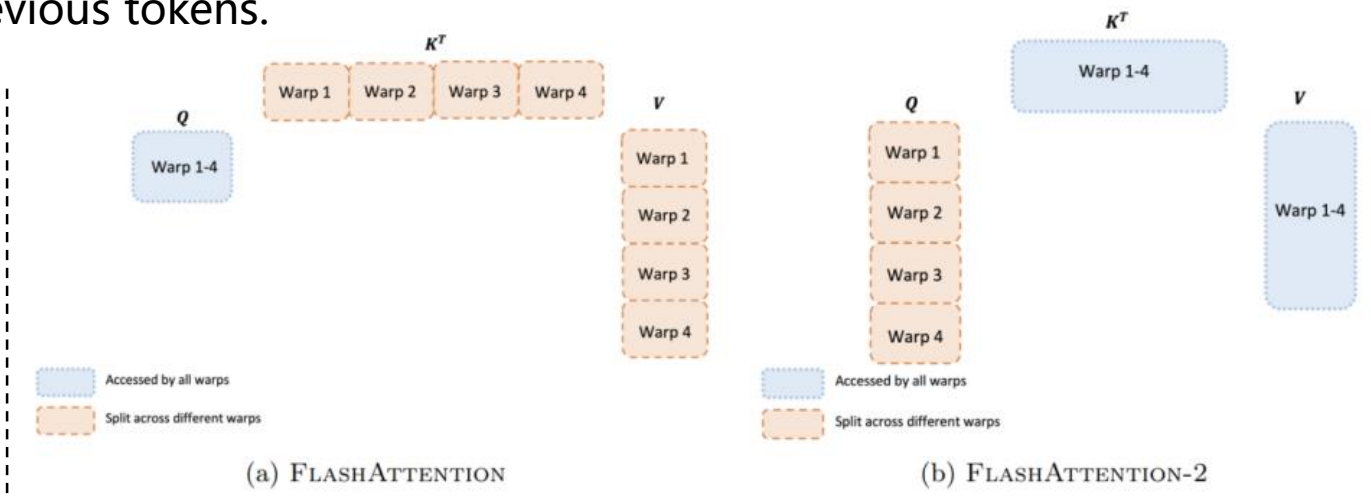 evious tokens.
K^T
Warp 1 Warp 2 Warp 3 Warp 4
Q
Warp 1-4
V
Warp 1
Warp 2
Warp 3
Warp 4
Accessed by all warps
Split across different warps
(a) FLASHATTENTION
K^T
Warp 1-4
Q
Warp 1
Warp 2
Warp 3
Warp 4
V
Warp 1-4
Accessed by all warps
Split across different warps
(b) FLASHATTENTION-2